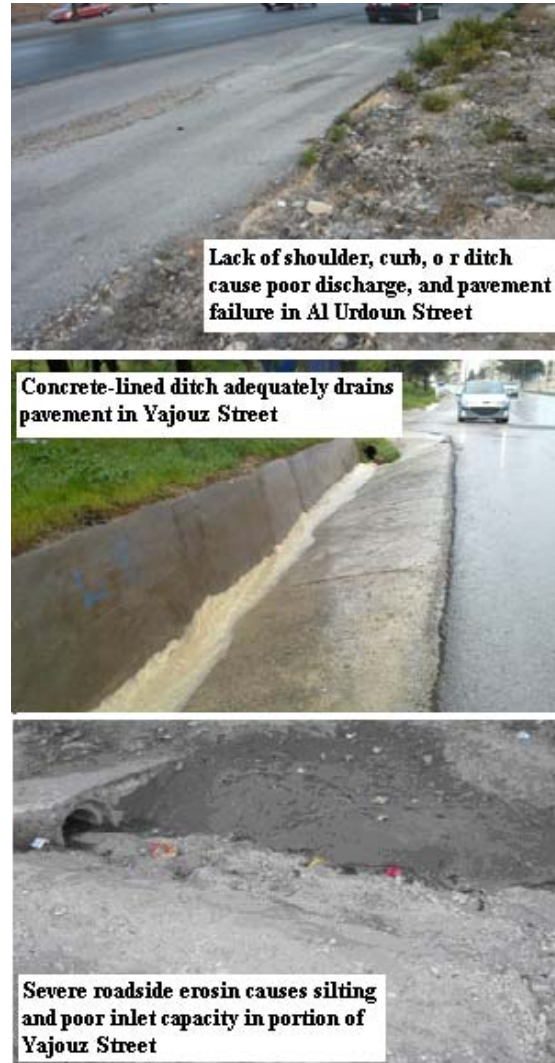 Lack of shoulder, curb, o r ditch
cause poor discharge, and pavement
failure in Al Urdoun Street
Concrete-lined ditch adequately drains
pavement in Yajouz Street
Severe roadside erosin causes silting
and poor inlet capacity in portion of
Yajouz Street